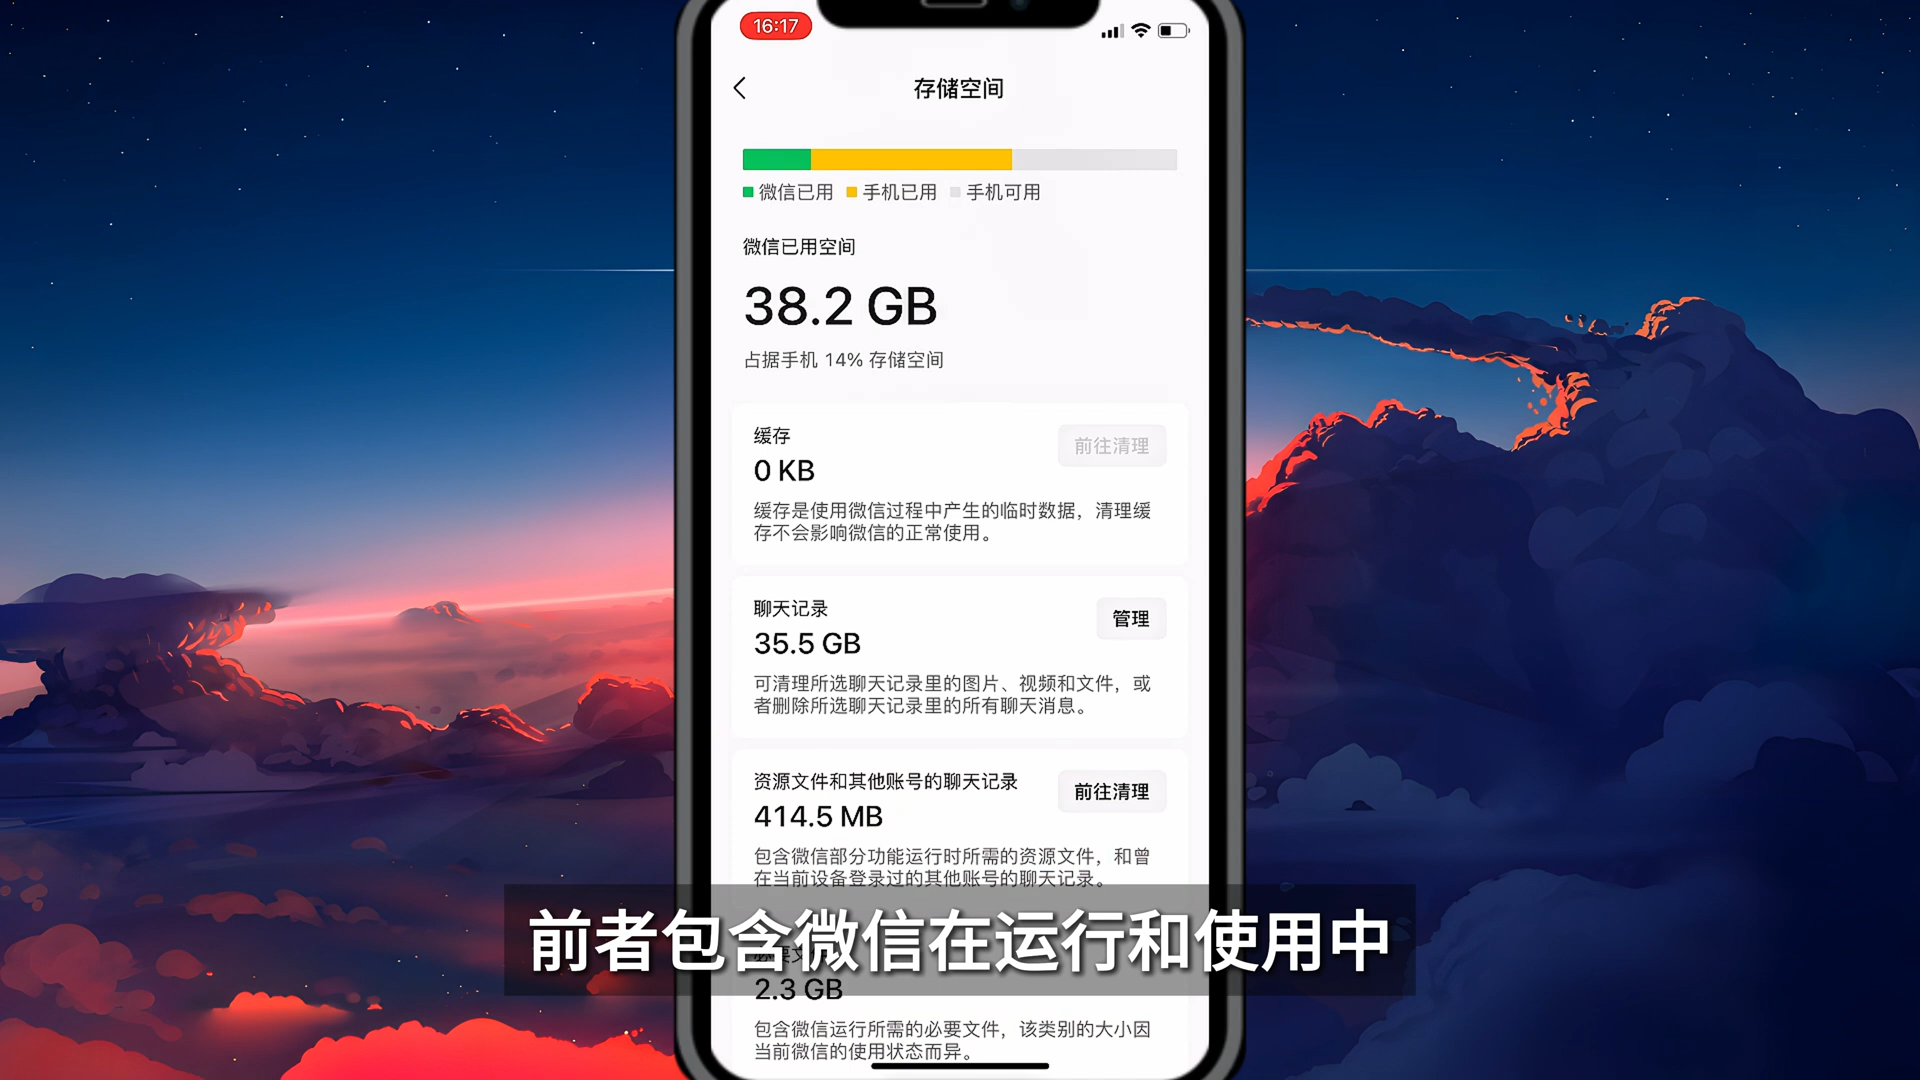 16:17
存储空间
微信已用 手机已用 手机可用
微信已用空间
38.2 GB
占据手机 14% 存储空间
缓存
前往清理
0 KB
缓存是使用微信过程中产生的临时数据，清理缓
存不会影响微信的正常使用。
聊天记录
管理
35.5 GB
可清理所选聊天记录里的图片、视频和文件，或
者删除所选聊天记录里的所有聊天消息。
资源文件和其他账号的聊天记录
前往清理
414.5 MB
包含微信部分功能运行时所需的资源文件，和曾
在当前设备登录过的其他账号的聊天记录。
前者包含微信在运行和使用中
2.3 GB
包含微信运行所需的必要文件，该类别的大小因
当前微信的使用状态而异。